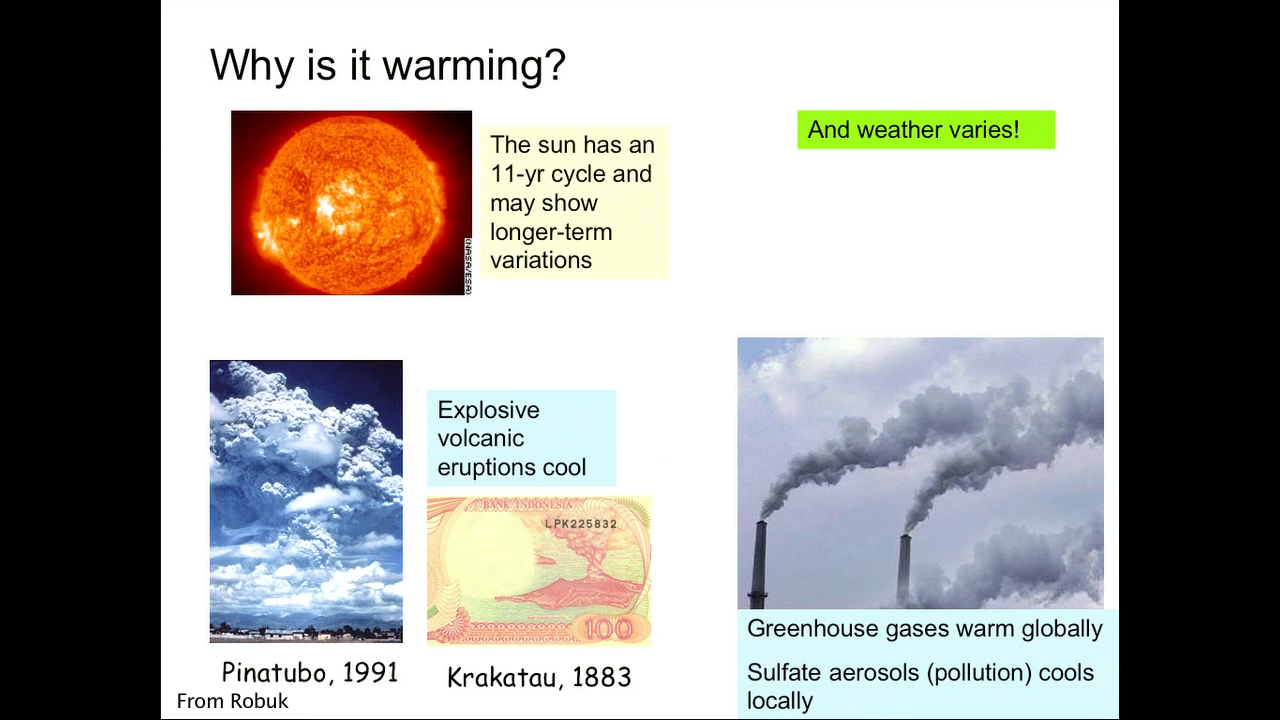 Why is it warming?
The sun has an
11-yr cycle and
may show
longer-term
variations
(NASA/ESA)
And weather varies!
Explosive
volcanic
eruptions cool
BANK INDONESIA
LPK225832
100
Pinatubo, 1991
Krakatau, 1883
From Robuk
Greenhouse gases warm globally
Sulfate aerosols (pollution) cools
locally